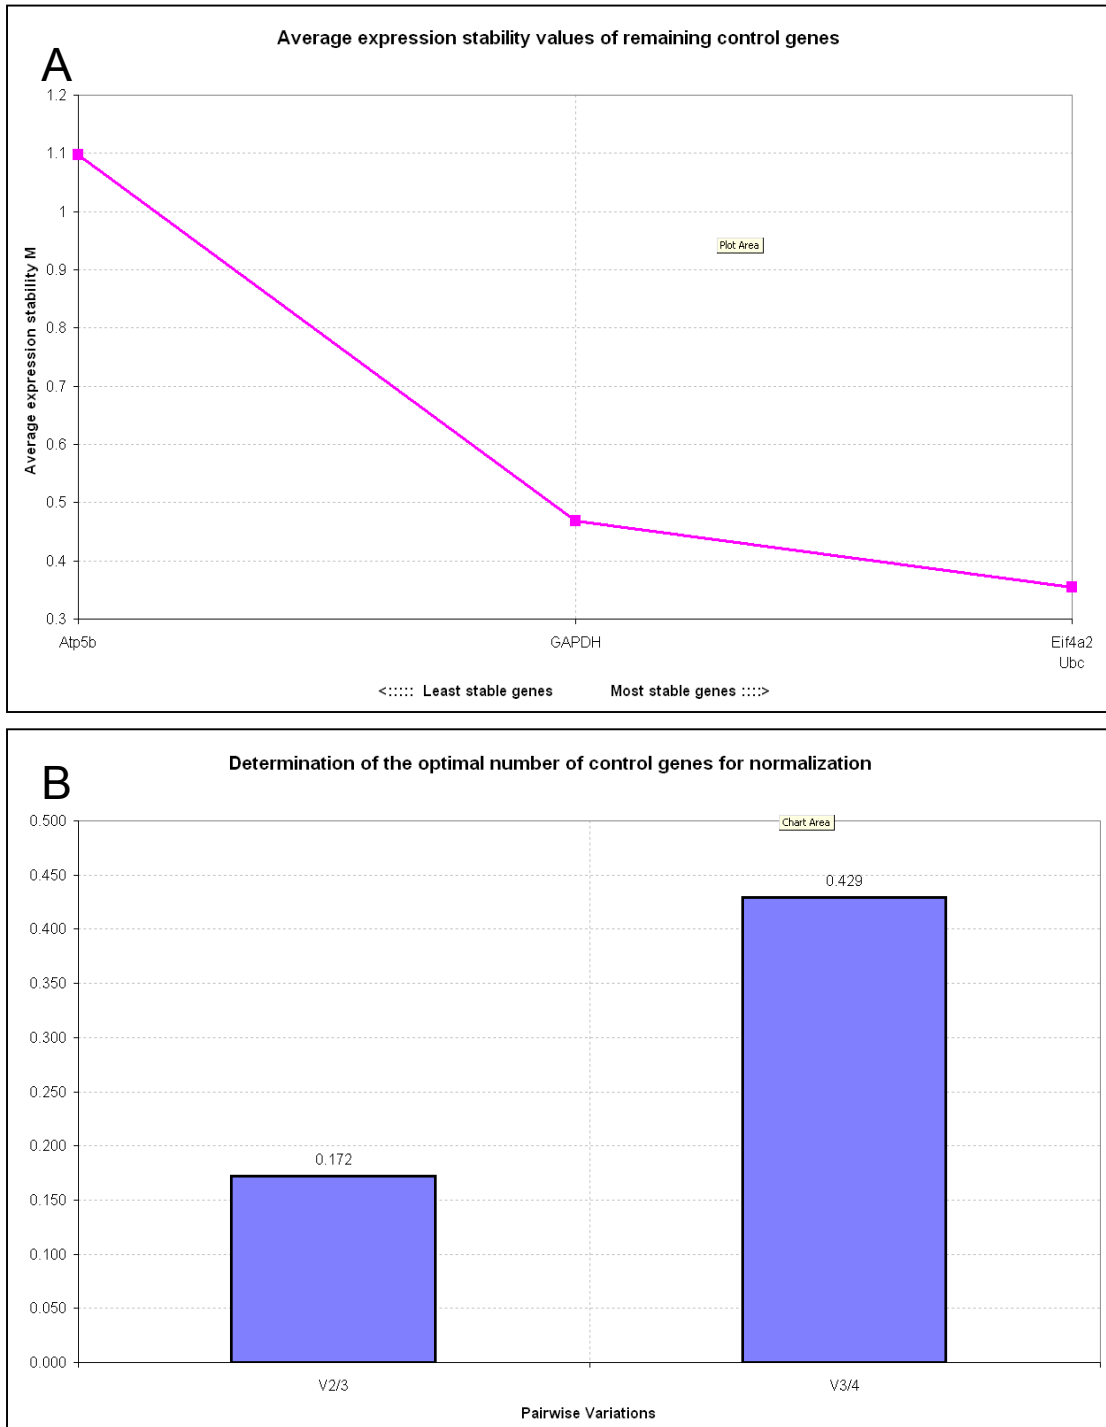 A
Average expression stability values of remaining control genes
1.2
1.1
1
0.9
0.8
0.7
0.6
0.5
0.4
0.3
Average expression stability M
Plot Area
Atp5b GAPDH Eif4a2
Ubc
<::::: Least stable genes Most stable genes ::::>
B
Determination of the optimal number of control genes for normalization
0.500
0.450
0.400
0.350
0.300
0.250
0.200
0.150
0.100
0.050
0.000
Chart Area
0.172
0.429
V2/3 V3/4
Pairwise Variations